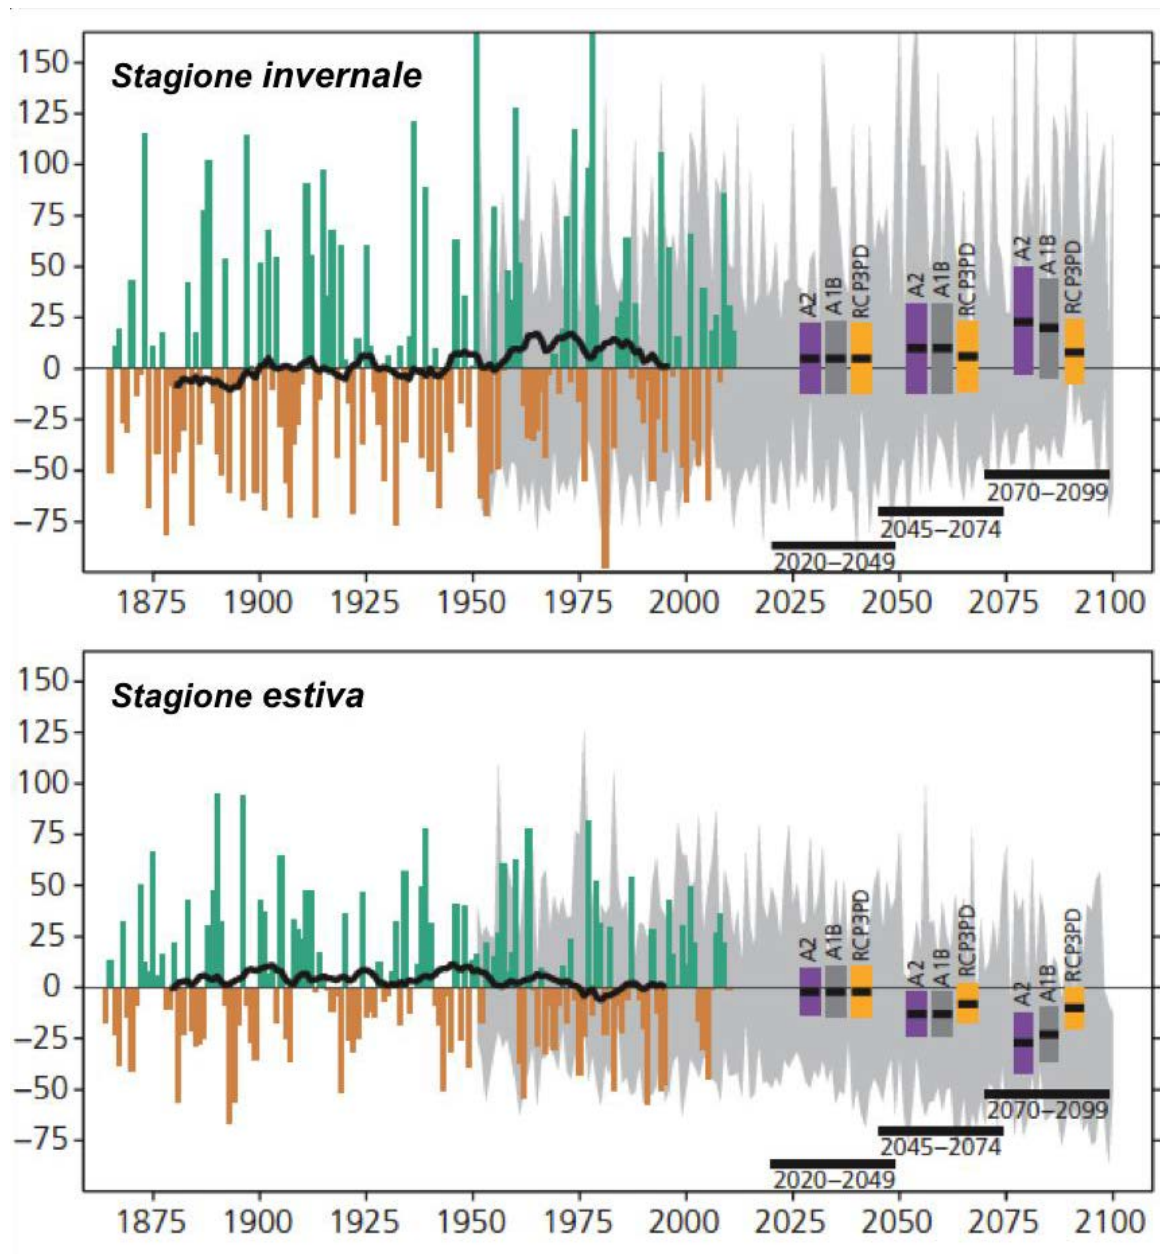 Stagione invernale
150
125
100
75
50
25
0
−25
−50
−75
A2
A1B
RCP3PD
A2
A1B
RCP3PD
A2
A1B
RCP3PD
2070–2099
2045–2074
2020–2049
1875 1900 1925 1950 1975 2000 2025 2050 2075 2100
Stagione estiva
150
125
100
75
50
25
0
−25
−50
−75
A2
A1B
RCP3PD
A2
A1B
RCP3PD
A2
A1B
RCP3PD
2070–2099
2045–2074
2020–2049
1875 1900 1925 1950 1975 2000 2025 2050 2075 2100